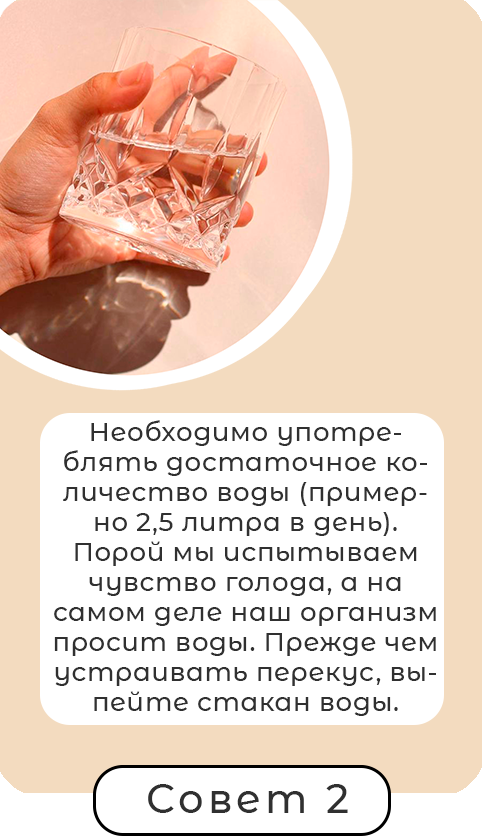 Необходимо употре-
блять достаточное ко-
личество воды (пример-
но 2,5 литра в день).
Порой мы испытываем
чувство голода, а на
самом деле наш организм
просит воды. Прежде чем
устраивать перекус, вы-
пейте стакан воды.
Совет 2